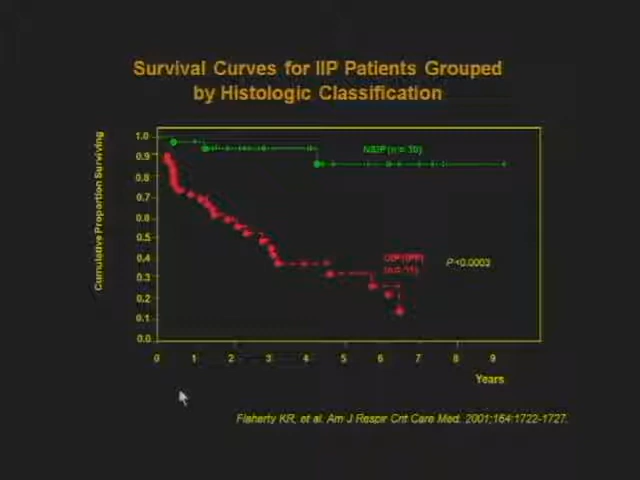 Survival Curves for IIP Patients Grouped
by Histologic Classification
Cumulative Proportion Surviving
1.0
0.9
0.8
0.7
0.6
0.5
0.4
0.3
0.2
0.1
0.0
NSIP (n = 30)
P<0.0003
0 1 2 3 4 5 6 7 8 9
Years
Flaherty KR, et al. Am J Respir Crit Care Med. 2001;164:1722-1727.